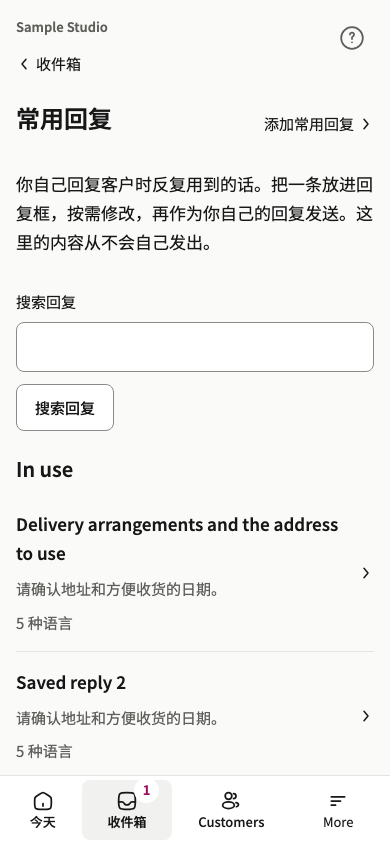 Sample Studio
收件箱
常用回复
添加常用回复
你自己回复客户时反复用到的话。把一条放进回
复框，按需修改，再作为你自己的回复发送。这
里的内容从不会自己发出。
搜索回复
搜索回复
In use
Delivery arrangements and the address
to use
请确认地址和方便收货的日期。
5 种语言
Saved reply 2
请确认地址和方便收货的日期。
5 种语言
1
今天
收件箱
Customers
More